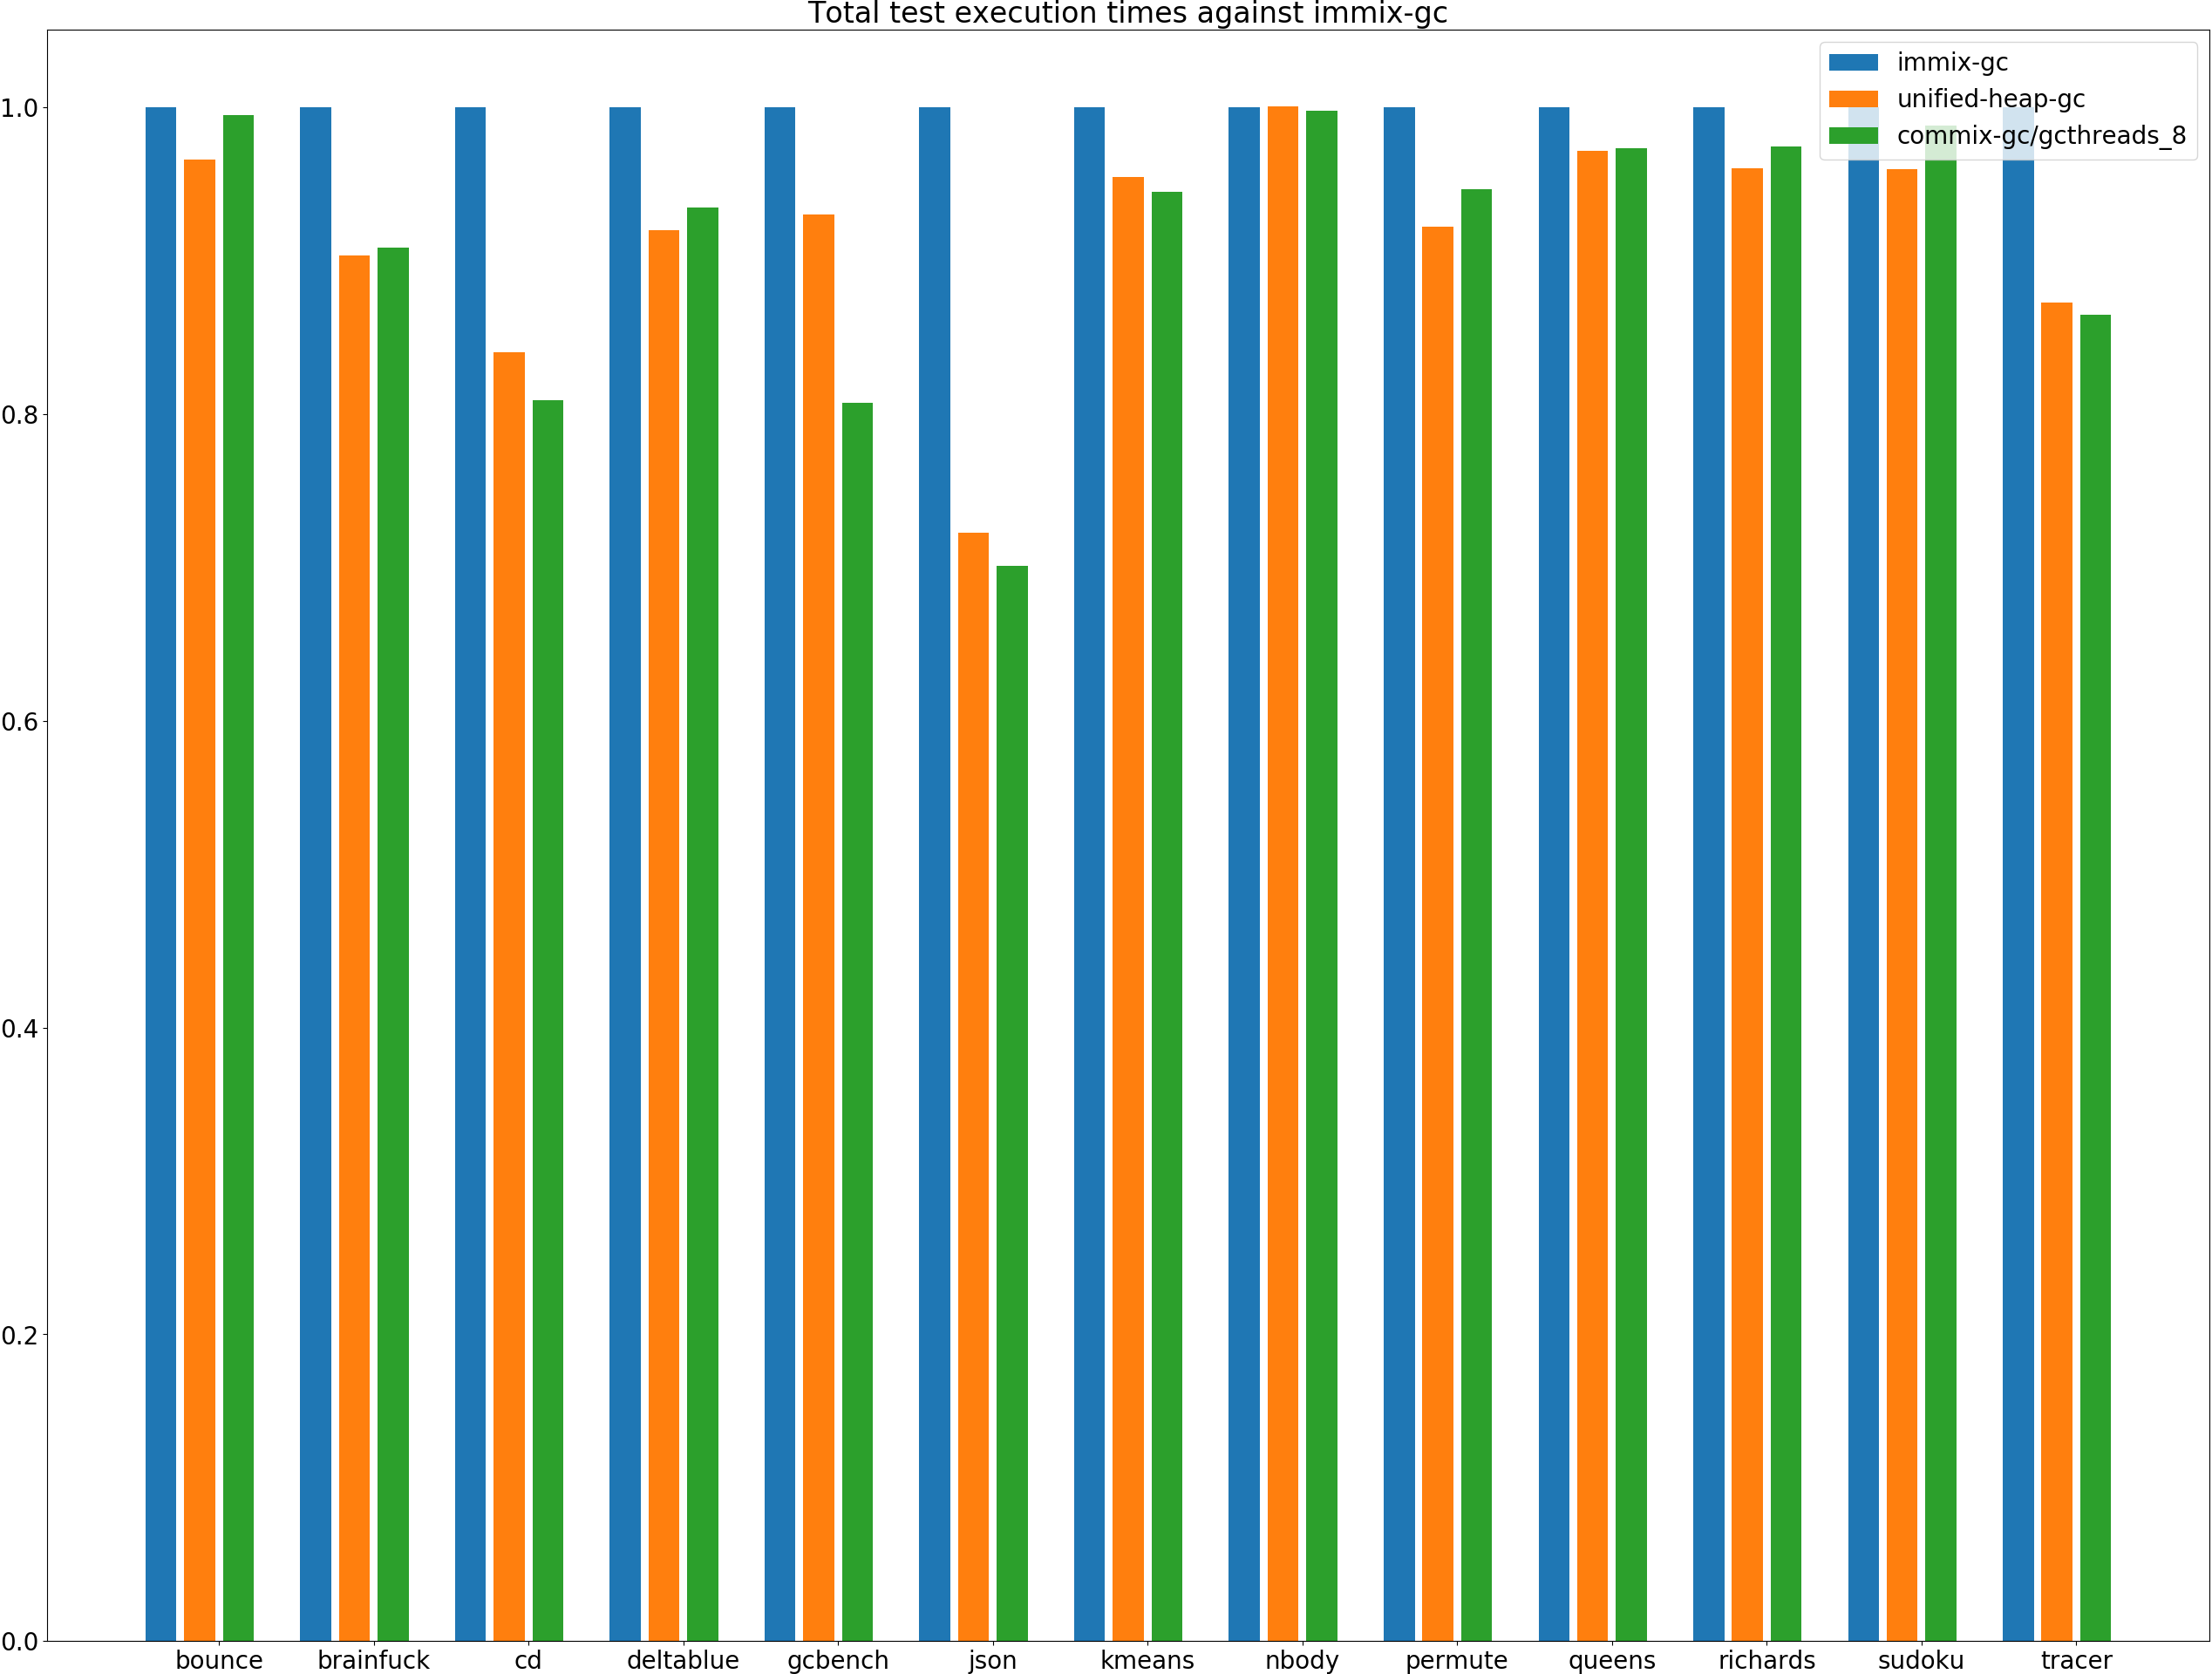 Total test execution times against immix-gc
immix-gc
unified-heap-gc
commix-gc/gcthreads_8
1.0
0.8
0.6
0.4
0.2
0.0
bounce brainfuck cd deltablue gcbench json kmeans nbody permute queens richards sudoku tracer